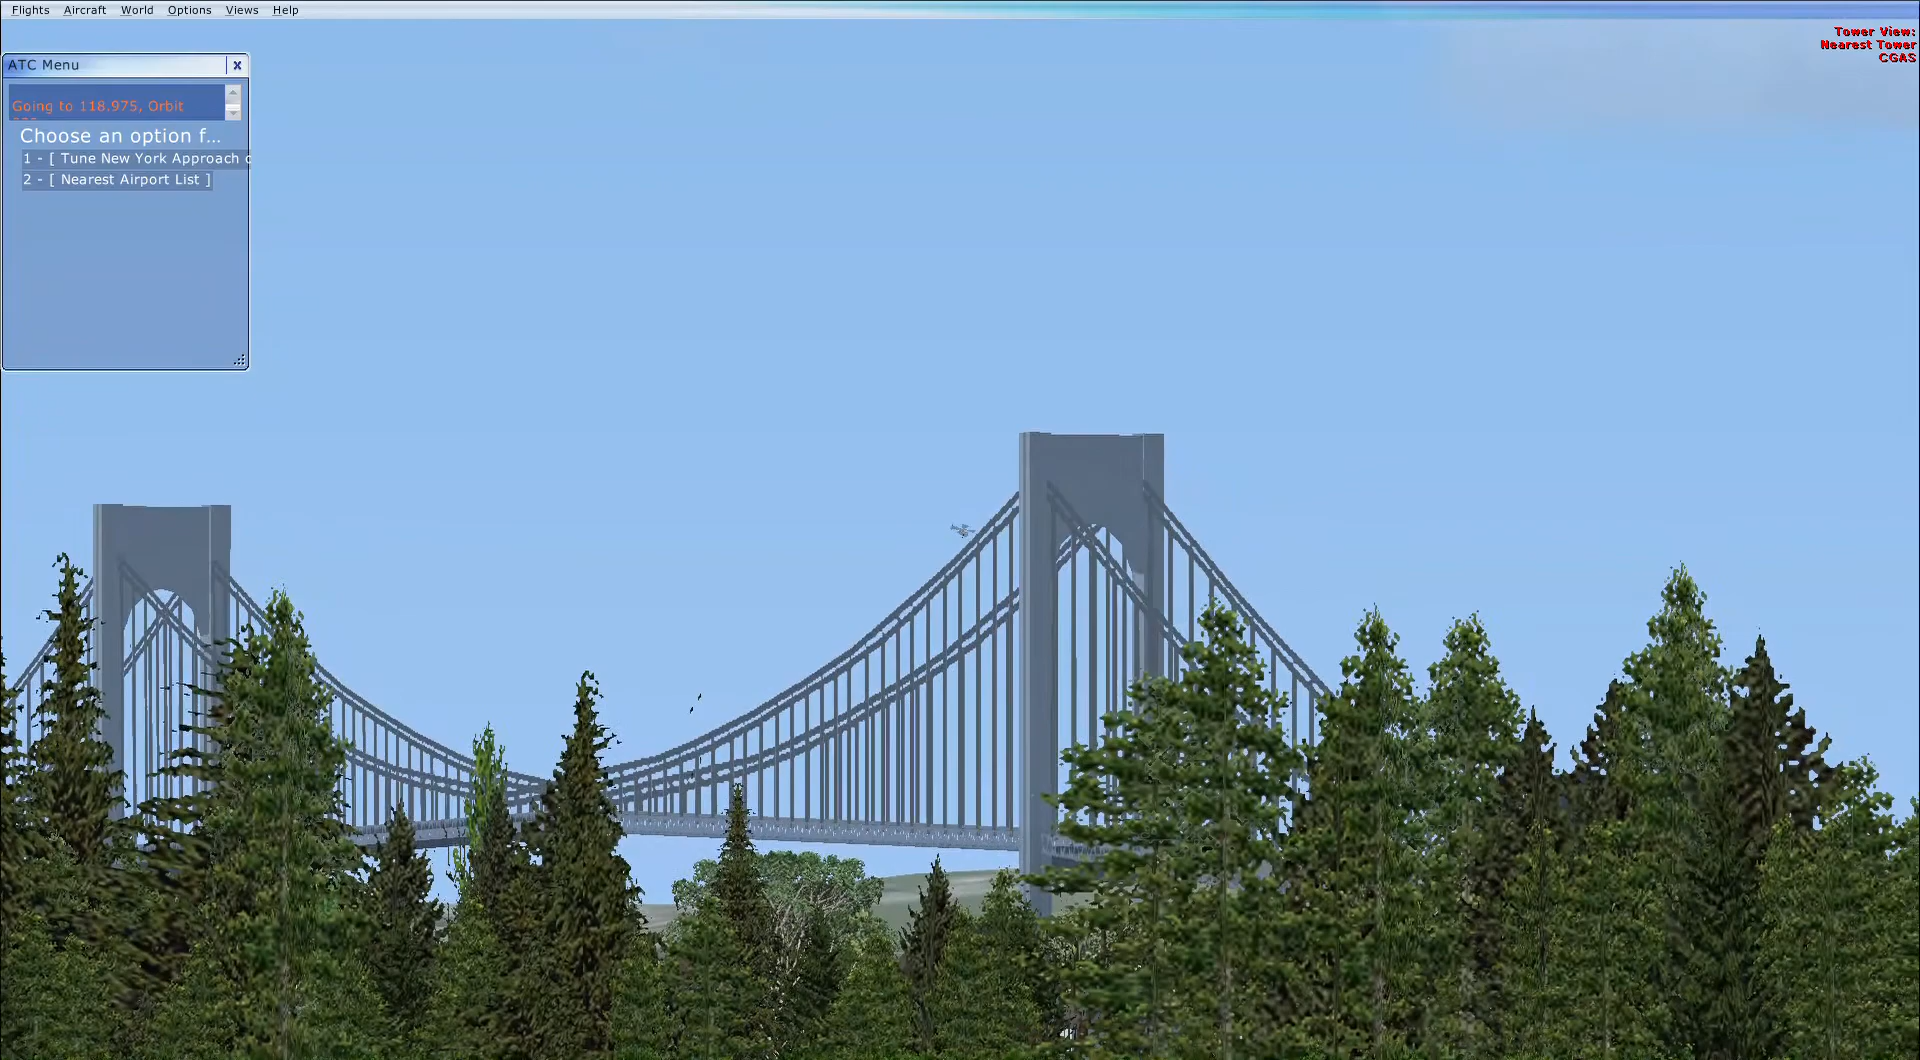 Flights Aircraft World Options Views Help
Tower View:
Nearest Tower
CGAS
ATC Menu x
Going to 118.975, Orbit
Choose an option f...
1 - [ Tune New York Approach
2 - [ Nearest Airport List ]